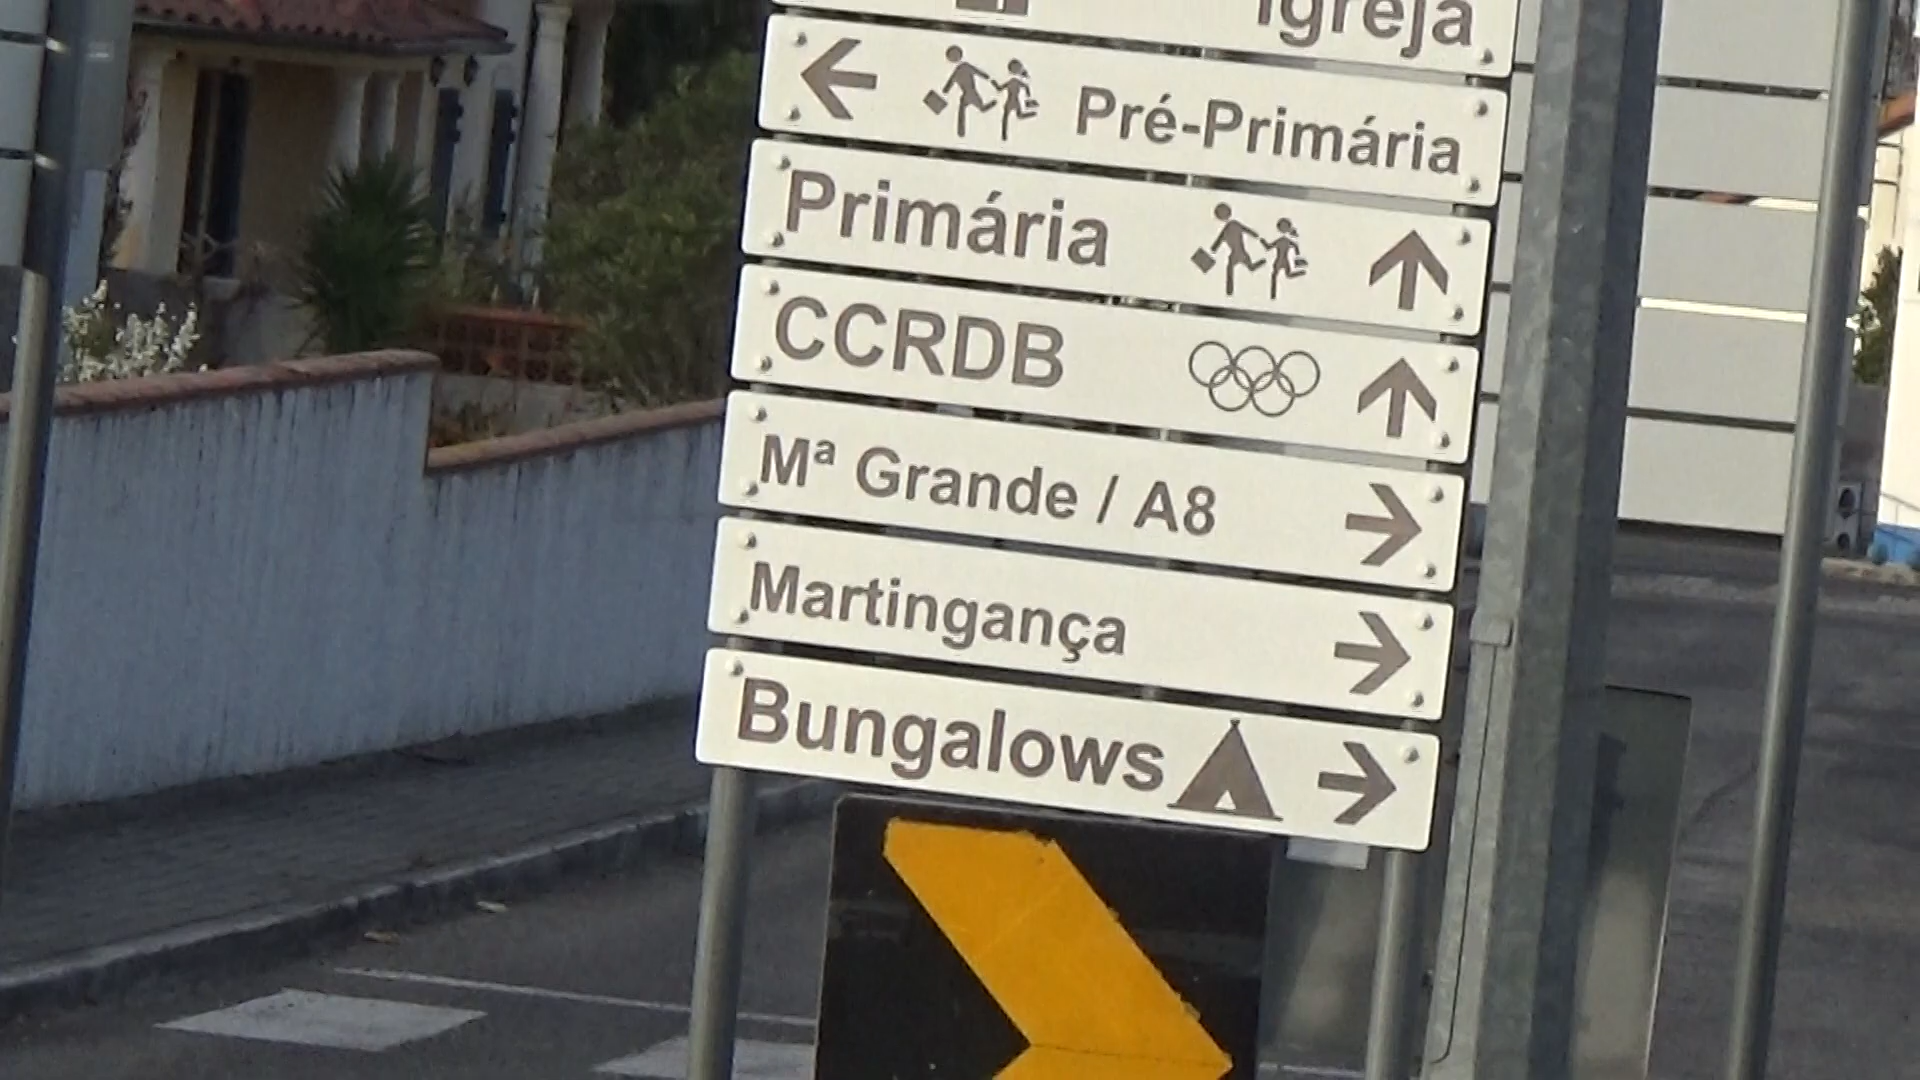 Igreja
Pré-Primária
Primária
CCRDB
Mª Grande / A8
Martingança
Bungalows